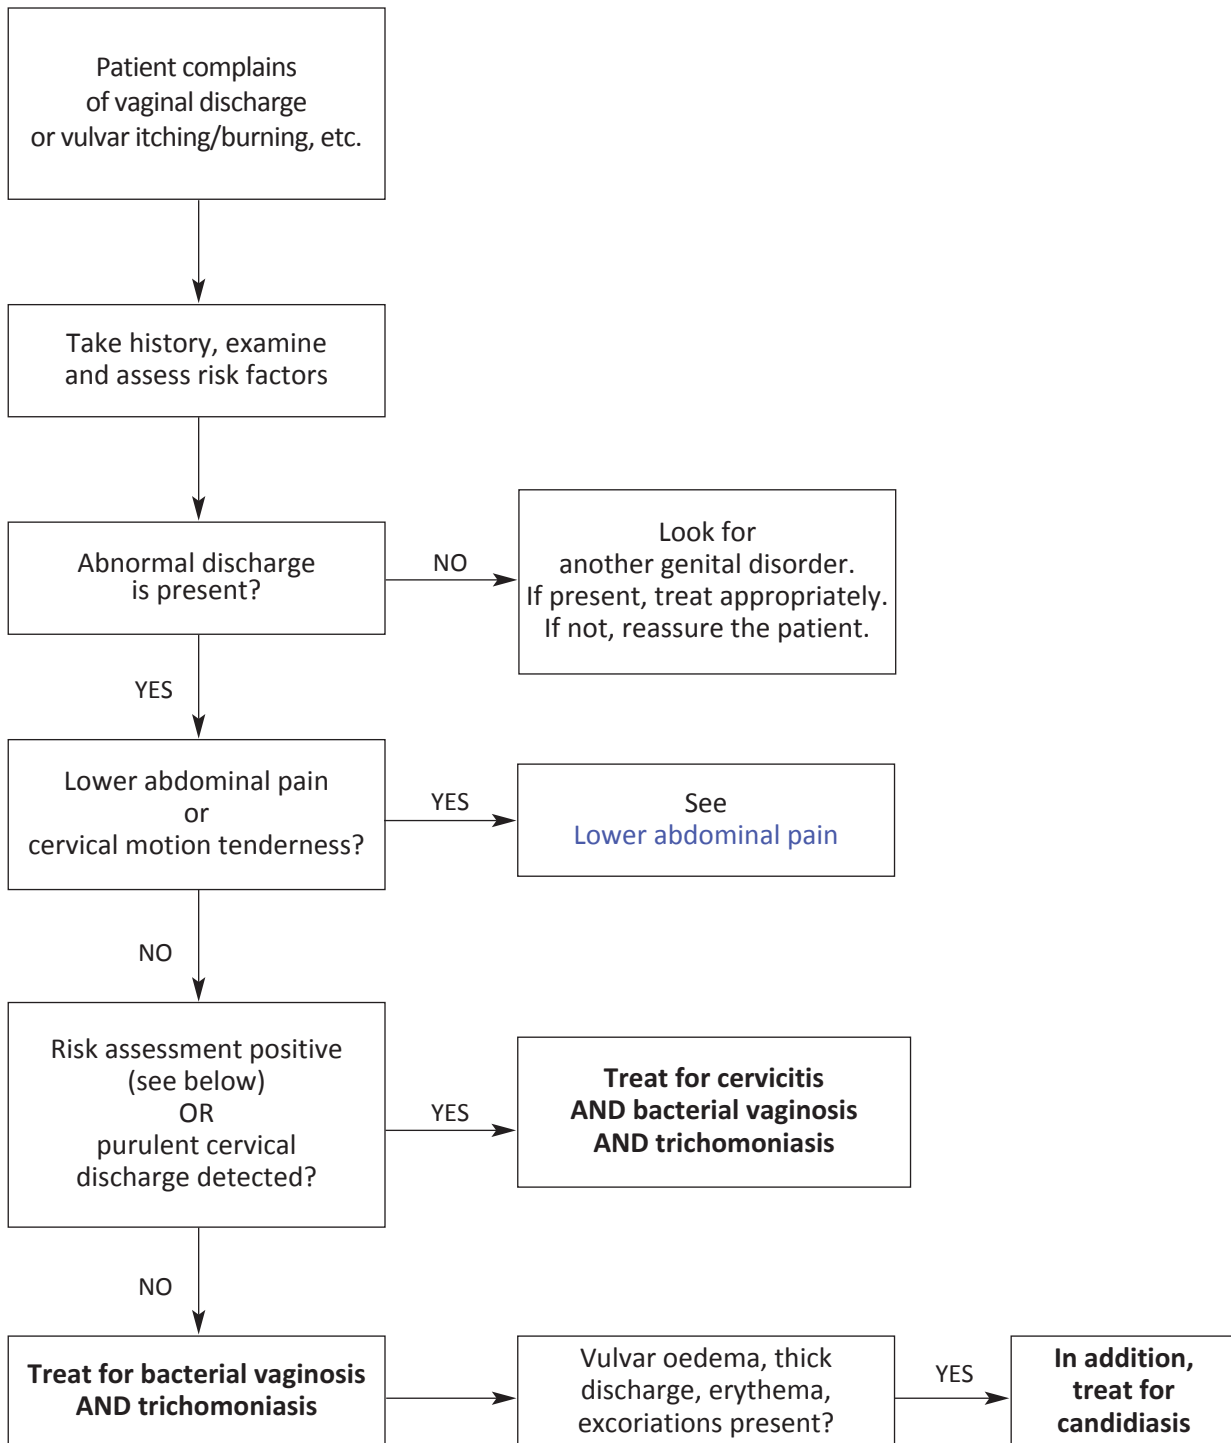 Patient complains
of vaginal discharge
or vulvar itching/burning, etc.
Take history, examine
and assess risk factors
Abnormal discharge
is present?
NO
Look for
another genital disorder.
If present, treat appropriately.
If not, reassure the patient.
YES
Lower abdominal pain
or
cervical motion tenderness?
YES
See
Lower abdominal pain
NO
Risk assessment positive
(see below)
OR
purulent cervical
discharge detected?
YES
Treat for cervicitis
AND bacterial vaginosis
AND trichomoniasis
NO
Treat for bacterial vaginosis
AND trichomoniasis
Vulvar oedema, thick
discharge, erythema,
excoriations present?
YES
In addition,
treat for
candidiasis